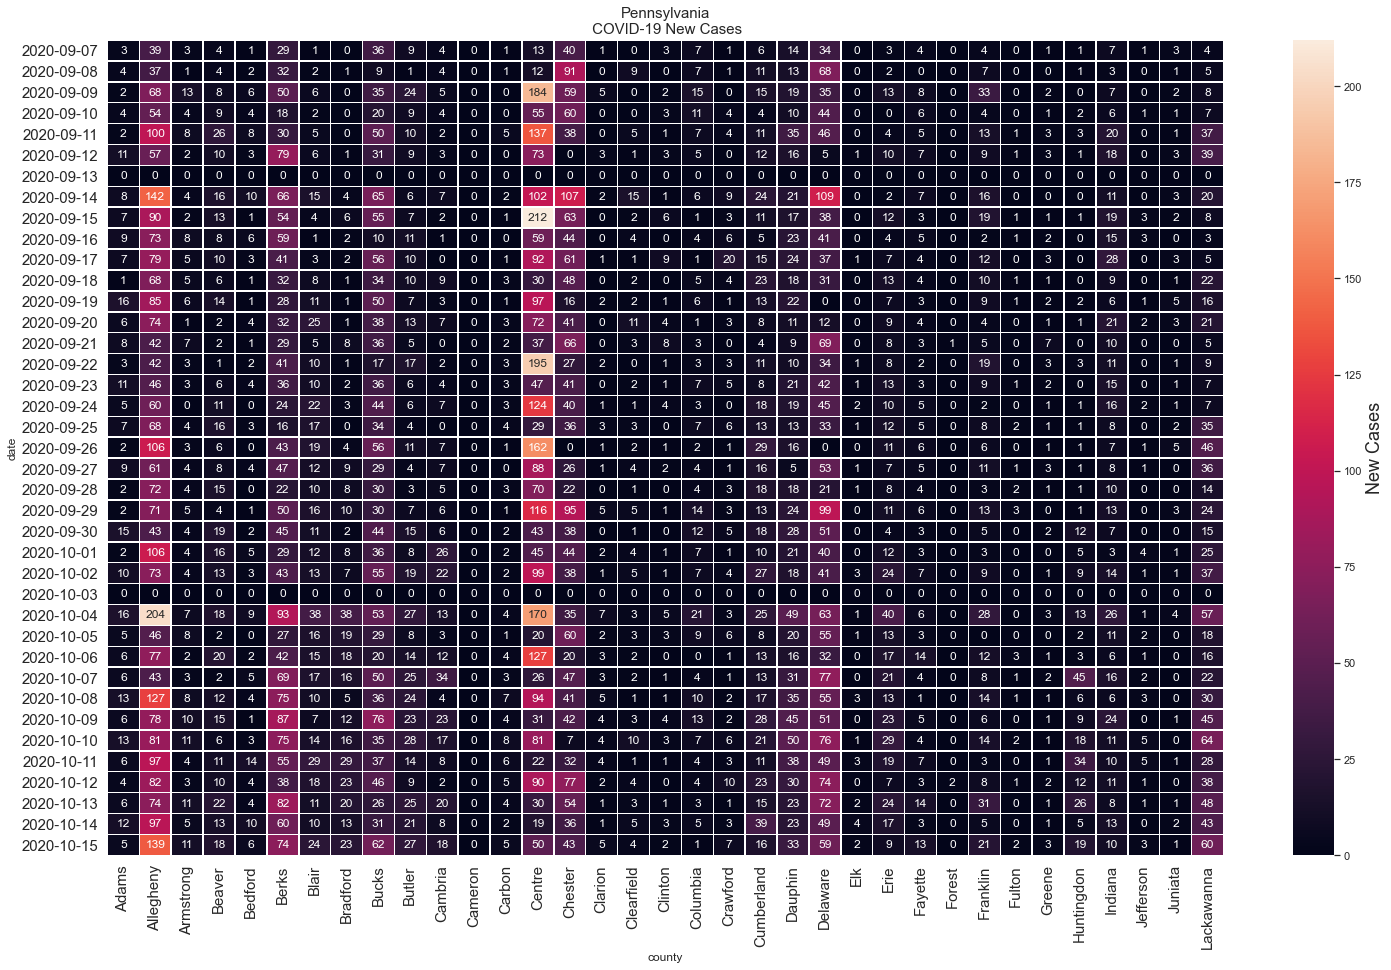 Pennsylvania
COVID-19 New Cases
2020-09-07 3 39 3 4 1 29 1 0 36 9 4 0 1 13 40 1 0 3 7 1 6 14 34 0 3 4 0 4 0 1 1 7 1 3 4
2020-09-08 4 37 1 4 2 32 2 1 9 1 4 0 1 12 91 0 9 0 7 1 11 13 68 0 2 0 0 7 0 0 1 3 0 1 5
2020-09-09 2 68 13 8 6 50 6 0 35 24 5 0 0 184 59 5 0 2 15 0 15 19 35 0 13 8 0 33 0 2 0 7 0 2 8
2020-09-10 4 54 4 9 4 18 2 0 20 9 4 0 0 55 60 0 0 3 11 4 4 10 44 0 0 6 0 4 0 1 2 6 1 1 7
2020-09-11 2 100 8 26 8 30 5 0 50 10 2 0 5 137 38 0 5 1 7 4 11 35 46 0 4 5 0 13 1 3 3 20 0 1 37
2020-09-12 11 57 2 10 3 79 6 1 31 9 3 0 0 73 0 3 1 3 5 0 12 16 5 1 10 7 0 9 1 3 1 18 0 0 39
2020-09-13 0 0 0 0 0 0 0 0 0 0 0 0 0 0 0 0 0 0 0 0 0 0 0 0 0 0 0 0 0 0 0 0 0 0 0
2020-09-14 8 142 4 16 10 66 15 4 65 6 7 0 2 102 107 2 15 1 6 9 24 21 109 0 2 7 0 16 0 0 0 11 0 3 20
2020-09-15 7 90 2 13 1 54 4 6 55 7 2 0 1 212 63 0 2 6 1 3 11 17 38 0 12 3 0 19 1 1 1 19 3 2 8
2020-09-16 9 73 8 8 6 59 1 2 10 11 1 0 0 59 44 0 4 0 4 6 5 23 41 0 4 5 0 2 1 2 0 15 3 0 3
2020-09-17 7 79 5 10 3 41 3 2 56 10 0 0 1 92 61 1 1 9 1 20 15 24 37 1 7 4 0 12 0 3 0 28 0 3 5
2020-09-18 1 68 5 6 1 32 8 1 34 10 9 0 3 30 48 0 2 0 5 4 23 18 31 0 13 4 0 10 1 1 0 9 0 1 22
2020-09-19 16 85 6 14 1 28 11 1 50 7 3 0 1 97 16 2 2 1 6 1 13 22 0 0 7 3 0 9 1 2 2 6 1 5 16
2020-09-20 6 74 1 2 4 32 25 1 38 13 7 0 3 72 41 0 11 4 1 3 8 11 12 0 9 4 0 4 0 1 1 21 2 3 21
2020-09-21 8 42 7 2 1 29 5 8 36 5 0 0 2 37 66 0 3 8 3 0 4 9 69 0 8 3 1 5 0 7 0 10 0 0 5
2020-09-22 3 42 3 1 2 41 10 1 17 17 2 0 0 195 27 0 2 0 3 3 11 10 34 1 8 2 0 19 0 3 3 11 0 1 9
2020-09-23 11 46 3 6 4 36 10 2 36 6 4 0 3 47 41 0 2 1 7 5 8 21 42 1 13 3 0 9 1 2 0 15 0 1 7
2020-09-24 5 60 0 11 0 24 22 3 44 6 7 0 3 124 40 1 1 4 3 0 18 19 45 2 10 5 0 2 0 1 1 16 2 1 7
2020-09-25 7 68 4 16 3 16 17 0 34 4 0 0 4 29 36 3 3 0 7 6 13 13 33 1 12 5 0 8 2 1 1 8 0 2 35
2020-09-26 2 106 3 6 0 43 19 4 56 11 7 0 1 162 0 1 2 1 2 1 29 16 0 0 11 6 0 6 0 1 1 7 1 5 46
2020-09-27 9 61 4 8 4 47 12 9 29 4 7 0 0 88 26 1 4 2 4 1 16 5 53 1 7 5 0 11 1 3 1 8 1 0 36
2020-09-28 2 72 4 15 0 22 10 8 30 3 5 0 3 70 22 0 1 0 4 3 18 18 21 1 8 4 0 3 2 1 1 10 0 0 14
2020-09-29 2 71 5 4 1 50 16 10 30 7 6 0 1 116 95 5 5 1 14 3 13 24 99 0 11 6 0 13 3 0 1 13 0 3 24
2020-09-30 15 43 4 19 2 45 11 2 44 15 6 0 2 43 38 0 1 0 12 5 18 28 51 0 4 3 0 5 0 2 12 7 0 0 15
2020-10-01 2 106 4 16 5 29 12 8 36 8 26 0 2 45 44 2 4 1 7 1 10 21 40 0 12 3 0 3 0 0 5 3 4 1 25
2020-10-02 10 73 4 13 3 43 13 7 55 19 22 0 2 99 38 1 5 1 7 4 27 18 41 3 24 7 0 9 0 1 9 14 1 1 37
2020-10-03 0 0 0 0 0 0 0 0 0 0 0 0 0 0 0 0 0 0 0 0 0 0 0 0 0 0 0 0 0 0 0 0 0 0 0
2020-10-04 16 204 7 18 9 93 38 38 53 27 13 0 4 170 35 7 3 5 21 3 25 49 63 1 40 6 0 28 0 3 13 26 1 4 57
2020-10-05 5 46 8 2 0 27 16 19 29 8 3 0 1 20 60 2 3 3 9 6 8 20 55 1 13 3 0 0 0 0 2 11 2 0 18
2020-10-06 6 77 2 20 2 42 15 18 20 14 12 0 4 127 20 3 2 0 0 1 13 16 32 0 17 14 0 12 3 1 3 6 1 0 16
2020-10-07 6 43 3 2 5 69 17 16 50 25 34 0 3 26 47 3 2 1 4 1 13 31 77 0 21 4 0 8 1 2 45 16 2 0 22
2020-10-08 13 127 8 12 4 75 10 5 36 24 4 0 7 94 41 5 1 1 10 2 17 35 55 3 13 1 0 14 1 1 6 6 3 0 30
2020-10-09 6 78 10 15 1 87 7 12 76 23 23 0 4 31 42 4 3 4 13 2 28 45 51 0 23 5 0 6 0 1 9 24 0 1 45
2020-10-10 13 81 11 6 3 75 14 16 35 28 17 0 8 81 7 4 10 3 7 6 21 50 76 0 29 4 0 14 2 1 18 11 5 0 64
2020-10-11 6 97 4 11 14 55 29 29 37 14 8 0 6 22 32 4 1 1 4 3 11 38 49 3 19 7 0 3 0 0 34 10 5 1 28
2020-10-12 4 82 3 10 4 38 18 23 46 9 2 0 5 90 77 2 4 0 4 10 23 30 74 0 7 3 2 8 1 2 12 11 1 0 38
2020-10-13 6 74 11 22 4 82 11 20 26 25 20 0 4 30 54 1 3 1 3 1 15 23 72 2 24 14 0 31 0 1 26 8 1 1 48
2020-10-14 12 97 5 13 10 60 10 13 31 21 8 0 2 19 36 1 5 3 5 3 39 23 49 4 17 3 0 5 0 1 5 13 0 2 43
2020-10-15 5 139 11 18 6 74 24 23 62 27 18 0 5 50 43 5 4 2 1 7 16 33 59 2 9 13 0 21 2 3 19 10 3 1 60
date
Adams Allegheny Armstrong Beaver Bedford Berks Blair Bradford Bucks Butler Cambria Cameron Carbon Centre Chester Clarion Clearfield Clinton Columbia Crawford Cumberland Dauphin Delaware Elk Erie Fayette Forest Franklin Fulton Greene Huntingdon Indiana Jefferson Juniata Lackawanna
county
200
175
150
125
100
75
50
25
0
New Cases